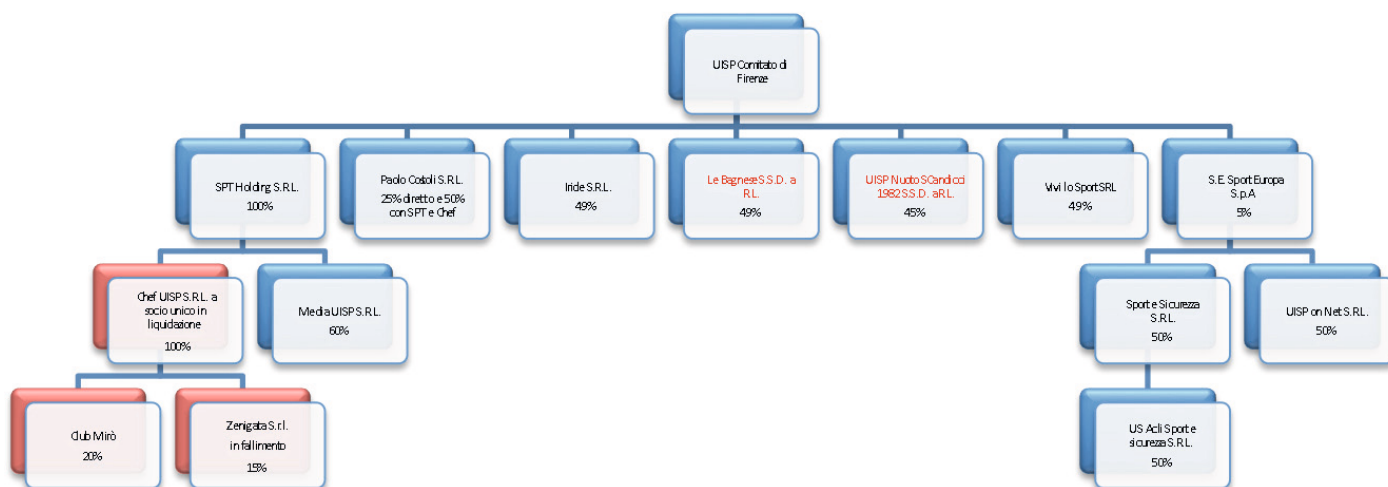 UISP Comitato di
Firenze
SPT Holding S.R.L.
100%
Paolo Cosoli S.R.L.
25% diretto e 50%
con SPT e Chef
Iride S.R.L.
49%
Le Bagnese S.S.D. a
R.L.
49%
UISP Nuoto SCandicci
1982 S.S.D. a R.L.
45%
Vivi lo Sport SRL
49%
S.E. Sport Europa
S.p.A
5%
Chef UISP S.R.L. a
socio unico in
liquidazione
100%
Media UISP S.R.L.
60%
Sport e Sicurezza
S.R.L.
50%
UISP on Net S.R.L.
50%
Club Mirò
20%
Zenigata S.r.l.
in fallimento
15%
US Acli Sport e
sicurezza S.R.L.
50%